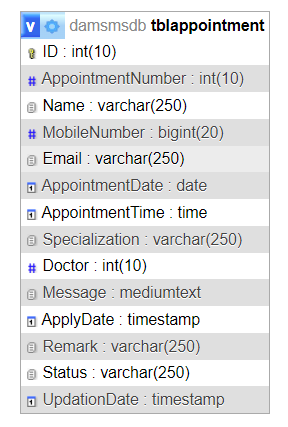 v damsmsdb tblappointment
ID : int(10)
AppointmentNumber : int(10)
Name : varchar(250)
MobileNumber : bigint(20)
Email : varchar(250)
AppointmentDate : date
AppointmentTime : time
Specialization : varchar(250)
Doctor : int(10)
Message : mediumtext
ApplyDate : timestamp
Remark : varchar(250)
Status : varchar(250)
UpdationDate : timestamp